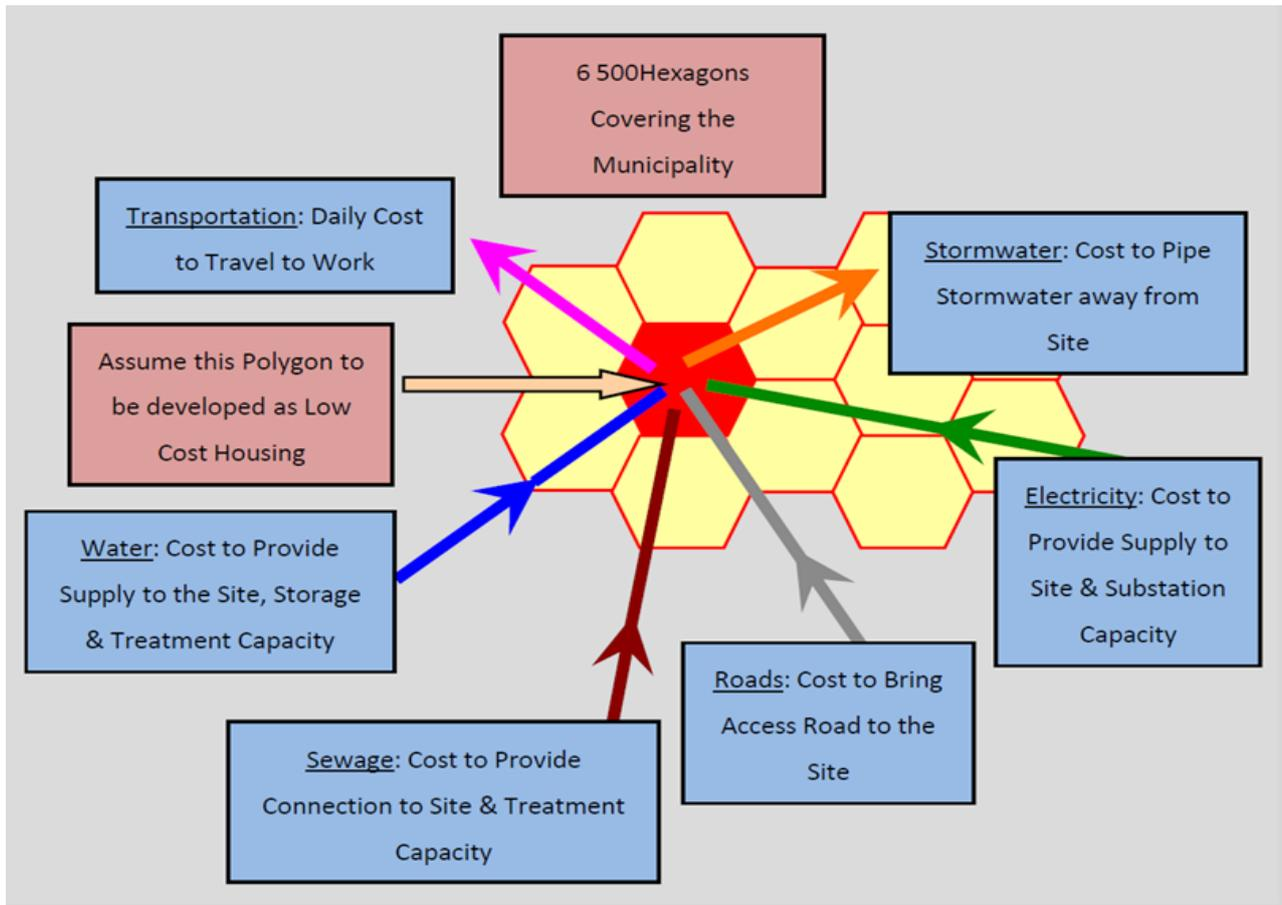 6 500Hexagons
Covering the
Municipality
Transportation: Daily Cost
to Travel to Work
Stormwater: Cost to Pipe
Stormwater away from
Site
Assume this Polygon to
be developed as Low
Cost Housing
Electricity: Cost to
Provide Supply to
Site & Substation
Capacity
Water: Cost to Provide
Supply to the Site, Storage
& Treatment Capacity
Roads: Cost to Bring
Access Road to the
Site
Sewage: Cost to Provide
Connection to Site & Treatment
Capacity